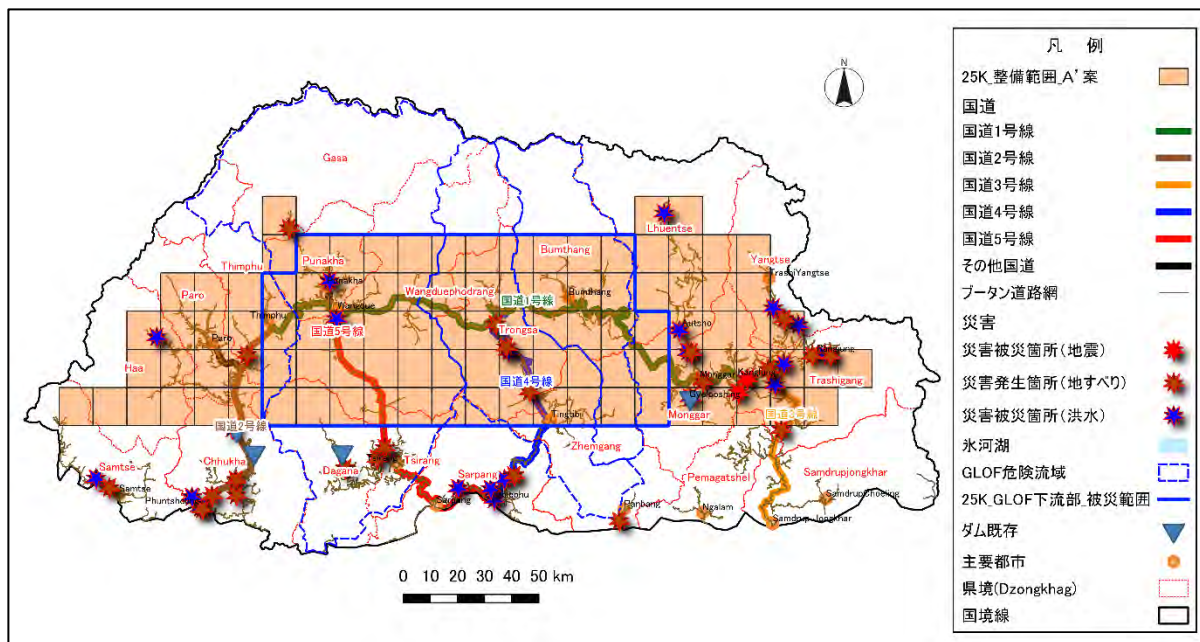 N
Gasa
Lhuentse
Thimphu
Punakha
Bumthang
Yangtse
TrashiYangtse
Paro
Wangduephodrang
Bumthang
国道1号線
Thimphu
国道5号線
Trongsa
Paro
Haa
国道4号線
Trashigang
Monggar
国道3号線
Tingtibi
国道2号線
Zhemgang
Samtse
Chhukha
Dagana
Tsirang
Sarpang
Pemagatshel
Samdrupjongkhar
Samtse
Phuntsholing
Sarpang
Panbang
Ngalam
SamdrupCholing
Samdrup Jongkhar
0 10 20 30 40 50 km
凡 例
25K_整備範囲_A'案
国道
国道1号線
国道2号線
国道3号線
国道4号線
国道5号線
その他国道
ブータン道路網
災害
災害被災箇所(地震)
災害発生箇所(地すべり)
災害被災箇所(洪水)
氷河湖
GLOF危険流域
25K_GLOF下流部_被災範囲
ダム既存
主要都市
県境(Dzongkhag)
国境線